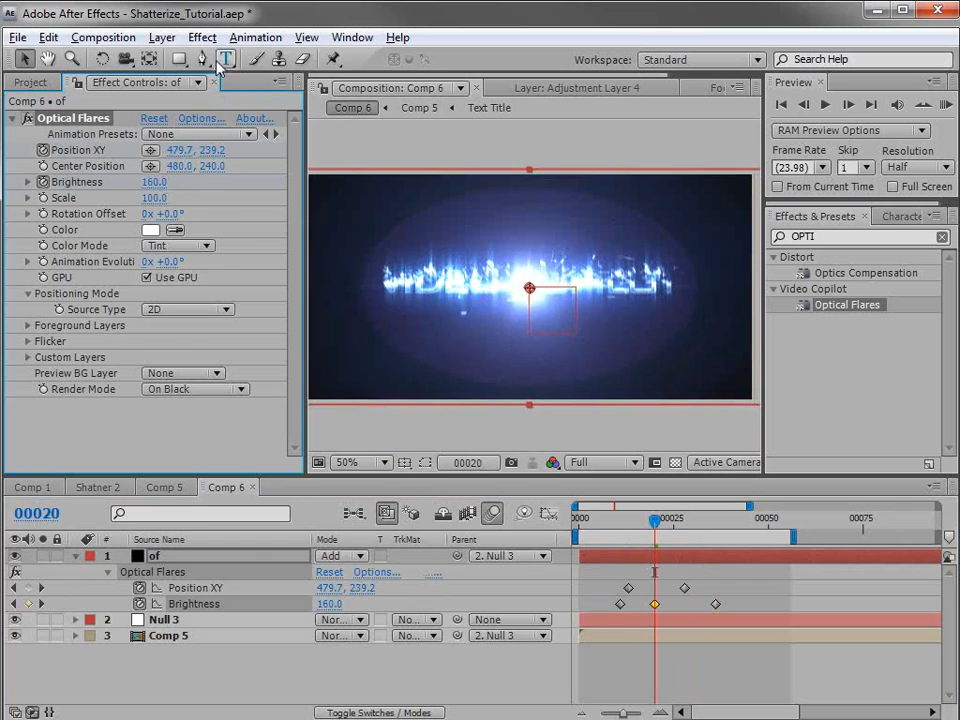 Adobe After Effects - Shatterize_Tutorial.aep *
File Edit Composition Layer Effect Animation View Window Help
Workspace: Standard Search Help
Project Effect Controls: of
Comp 6 • of
fx Optical Flares Reset Options... About...
Animation Presets: None
Position XY 479.7, 239.2
Center Position 480.0, 240.0
Brightness 160.0
Scale 100.0
Rotation Offset 0x +0.0°
Color
Color Mode Tint
Animation Evoluti 0x +0.0°
GPU Use GPU
Positioning Mode
Source Type 2D
Foreground Layers
Flicker
Custom Layers
Preview BG Layer None
Render Mode On Black
Composition: Comp 6 Layer: Adjustment Layer 4 Fo
Comp 6 Comp 5 Text Title
50% 00020 Full Active Camera
Preview
RAM Preview Options
Frame Rate Skip Resolution
(23.98) 1 Half
From Current Time Full Screen
Effects & Presets Characte
OPTI
Distort
Optics Compensation
Video Copilot
Optical Flares
Comp 1 Shatner 2 Comp 5 Comp 6
00020
0000 00025 00050 00075
# Source Name Mode T TrkMat Parent
1 of Add 2. Null 3
fx Optical Flares Reset Options... ......
Position XY 479.7, 239.2
Brightness 160.0
2 Null 3 Nor... No... None
3 Comp 5 Nor... No... 2. Null 3
Toggle Switches / Modes